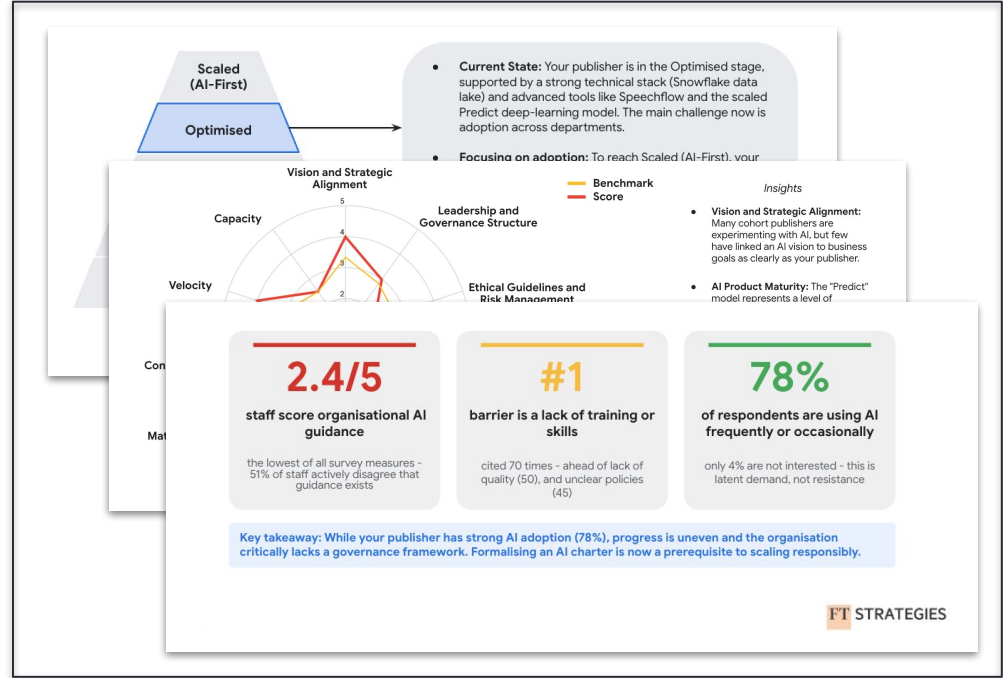 Scaled
(AI-First)
Optimised
● Current State: Your publisher is in the Optimised stage,
supported by a strong technical stack (Snowflake data
lake) and advanced tools like Speechflow and the scaled
Predict deep-learning model. The main challenge now is
adoption across departments.
● Focusing on adoption: To reach Scaled (AI-First), your
Vision and Strategic
Alignment
Capacity
Leadership and
Governance Structure
Velocity
Ethical Guidelines and
Risk Management
5
4
3
2
Con
Mat
Benchmark
Score
Insights
● Vision and Strategic Alignment:
Many cohort publishers are
experimenting with AI, but few
have linked an AI vision to business
goals as clearly as your publisher.
● AI Product Maturity: The "Predict"
model represents a level of
2.4/5
staff score organisational AI
guidance
the lowest of all survey measures -
51% of staff actively disagree that
guidance exists
#1
barrier is a lack of training or
skills
cited 70 times - ahead of lack of
quality (50), and unclear policies
(45)
78%
of respondents are using AI
frequently or occasionally
only 4% are not interested - this is
latent demand, not resistance
Key takeaway: While your publisher has strong AI adoption (78%), progress is uneven and the organisation
critically lacks a governance framework. Formalising an AI charter is now a prerequisite to scaling responsibly.
FT STRATEGIES